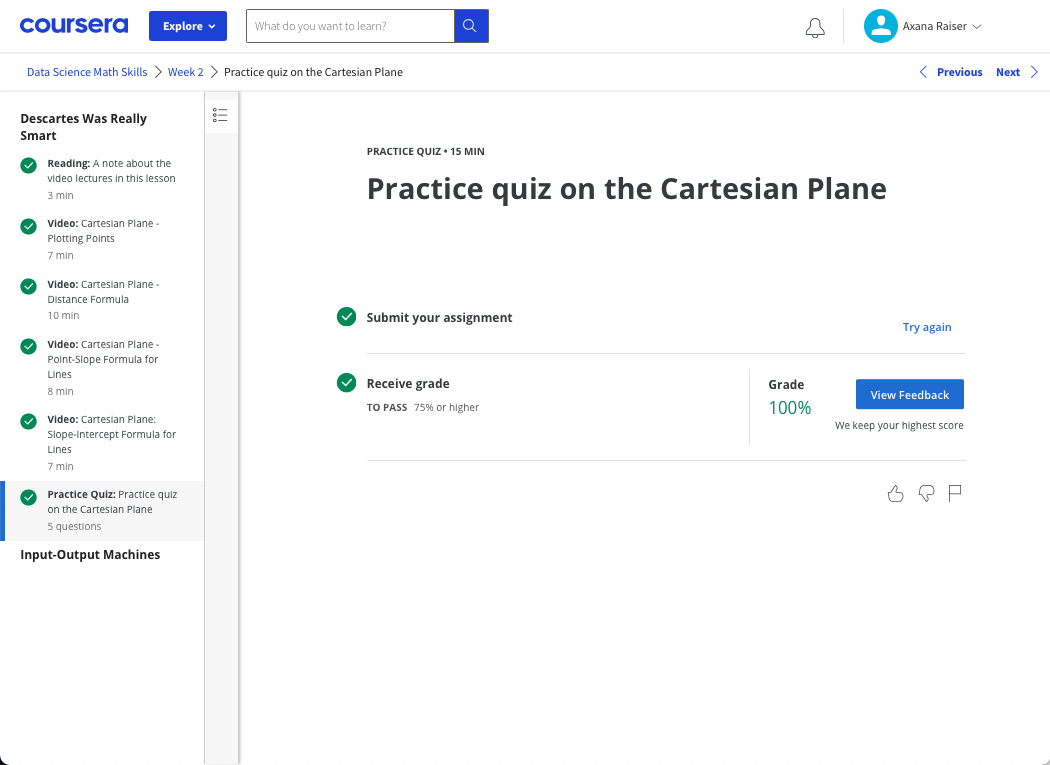 coursera Explore What do you want to learn? Axana Raiser
Data Science Math Skills Week 2 Practice quiz on the Cartesian Plane Previous Next
Descartes Was Really
Smart
Reading: A note about the
video lectures in this lesson
3 min
Video: Cartesian Plane -
Plotting Points
7 min
Video: Cartesian Plane -
Distance Formula
10 min
Video: Cartesian Plane -
Point-Slope Formula for
Lines
8 min
Video: Cartesian Plane:
Slope-Intercept Formula for
Lines
7 min
Practice Quiz: Practice quiz
on the Cartesian Plane
5 questions
Input-Output Machines
PRACTICE QUIZ • 15 MIN
Practice quiz on the Cartesian Plane
Submit your assignment
Try again
Receive grade
TO PASS 75% or higher
Grade
100%
View Feedback
We keep your highest score